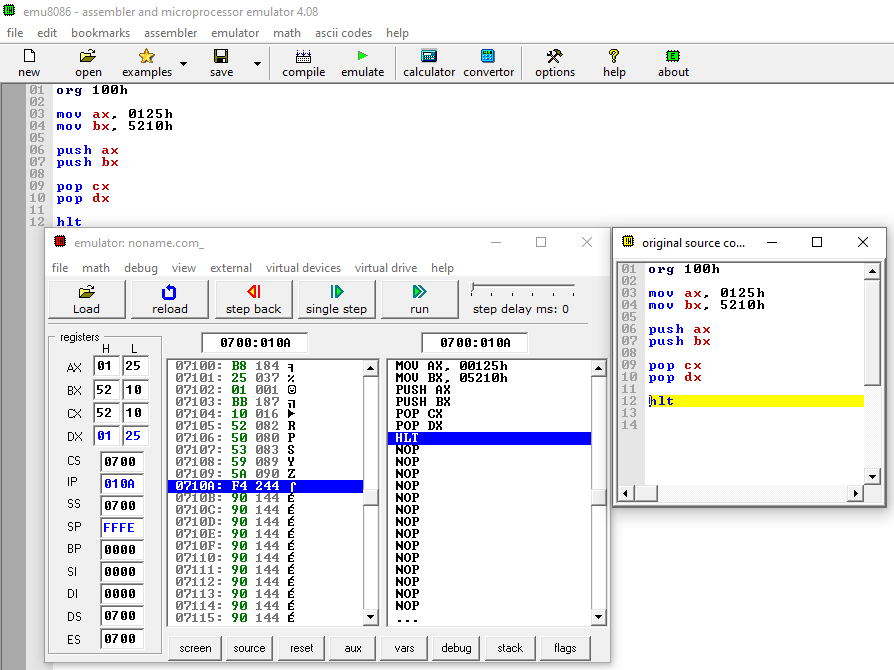 emu8086 - assembler and microprocessor emulator 4.08
file edit bookmarks assembler emulator math ascii codes help
new open examples save compile emulate calculator convertor options help about
01 org 100h
02
03 mov ax, 0125h
04 mov bx, 5210h
05
06 push ax
07 push bx
08
09 pop cx
10 pop dx
11
12 hlt
emulator: noname.com_
file math debug view external virtual devices virtual drive help
Load reload step back single step run step delay ms: 0
registers
H L
AX 01 25
BX 52 10
CX 52 10
DX 01 25
CS 0700
IP 010A
SS 0700
SP FFFE
BP 0000
SI 0000
DI 0000
DS 0700
ES 0700
0700:010A
07100: B8 184 ╕
07101: 25 037 %
07102: 01 001 ☺
07103: BB 187 ╗
07104: 10 016 ►
07105: 52 082 R
07106: 50 080 P
07107: 53 083 S
07108: 59 089 Y
07109: 5A 090 Z
0710A: F4 244 ⌠
0710B: 90 144 É
0710C: 90 144 É
0710D: 90 144 É
0710E: 90 144 É
0710F: 90 144 É
07110: 90 144 É
07111: 90 144 É
07112: 90 144 É
07113: 90 144 É
07114: 90 144 É
07115: 90 144 É
0700:010A
MOV AX, 00125h
MOV BX, 05210h
PUSH AX
PUSH BX
POP CX
POP DX
HLT
NOP
NOP
NOP
NOP
NOP
NOP
NOP
NOP
NOP
NOP
NOP
NOP
NOP
NOP
...
screen source reset aux vars debug stack flags
original source co...
01 org 100h
02
03 mov ax, 0125h
04 mov bx, 5210h
05
06 push ax
07 push bx
08
09 pop cx
10 pop dx
11
12 hlt
13
14